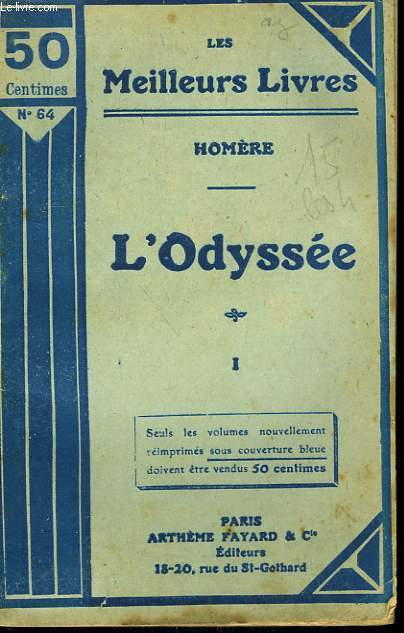 Le-livre.com
50
Centimes
N° 64
LES
Meilleurs Livres
HOMÈRE
L'Odyssée
I
Seuls les volumes nouvellement
réimprimés sous couverture bleue
doivent être vendus 50 centimes
PARIS
ARTHÈME FAYARD & Cie
Éditeurs
18-20, rue du St-Gothard